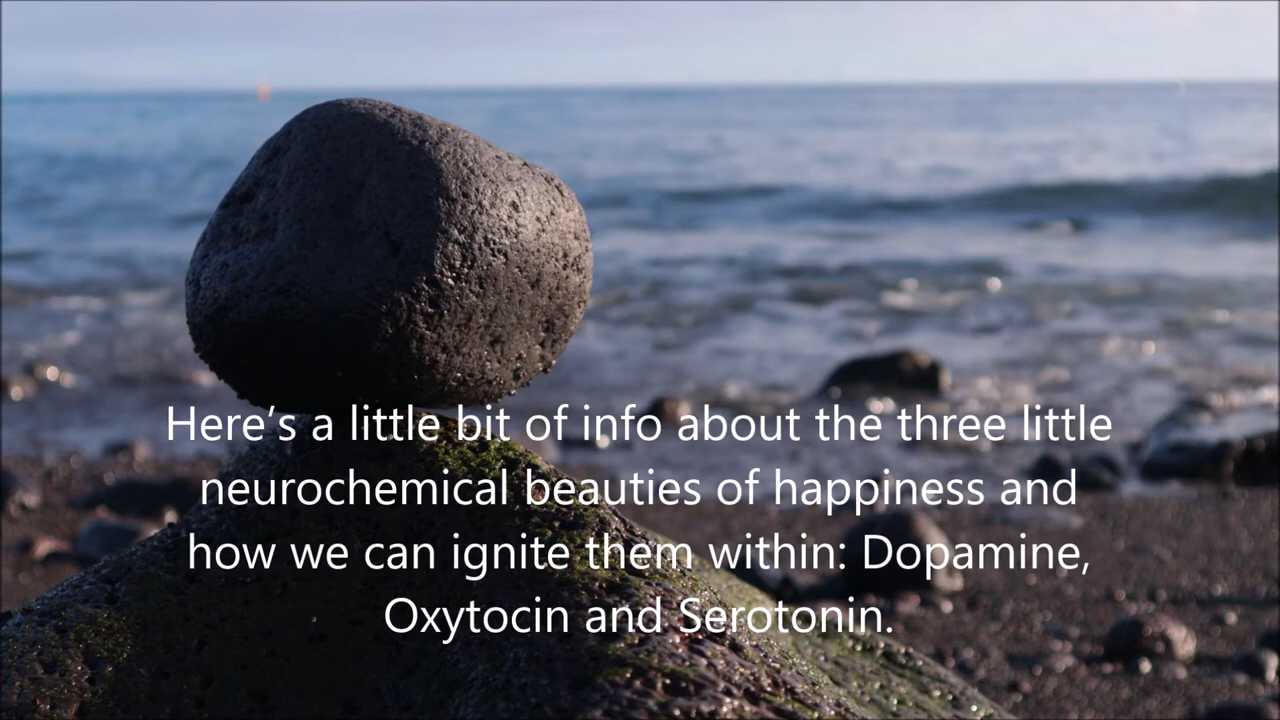 Here’s a little bit of info about the three little
neurochemical beauties of happiness and
how we can ignite them within: Dopamine,
Oxytocin and Serotonin.